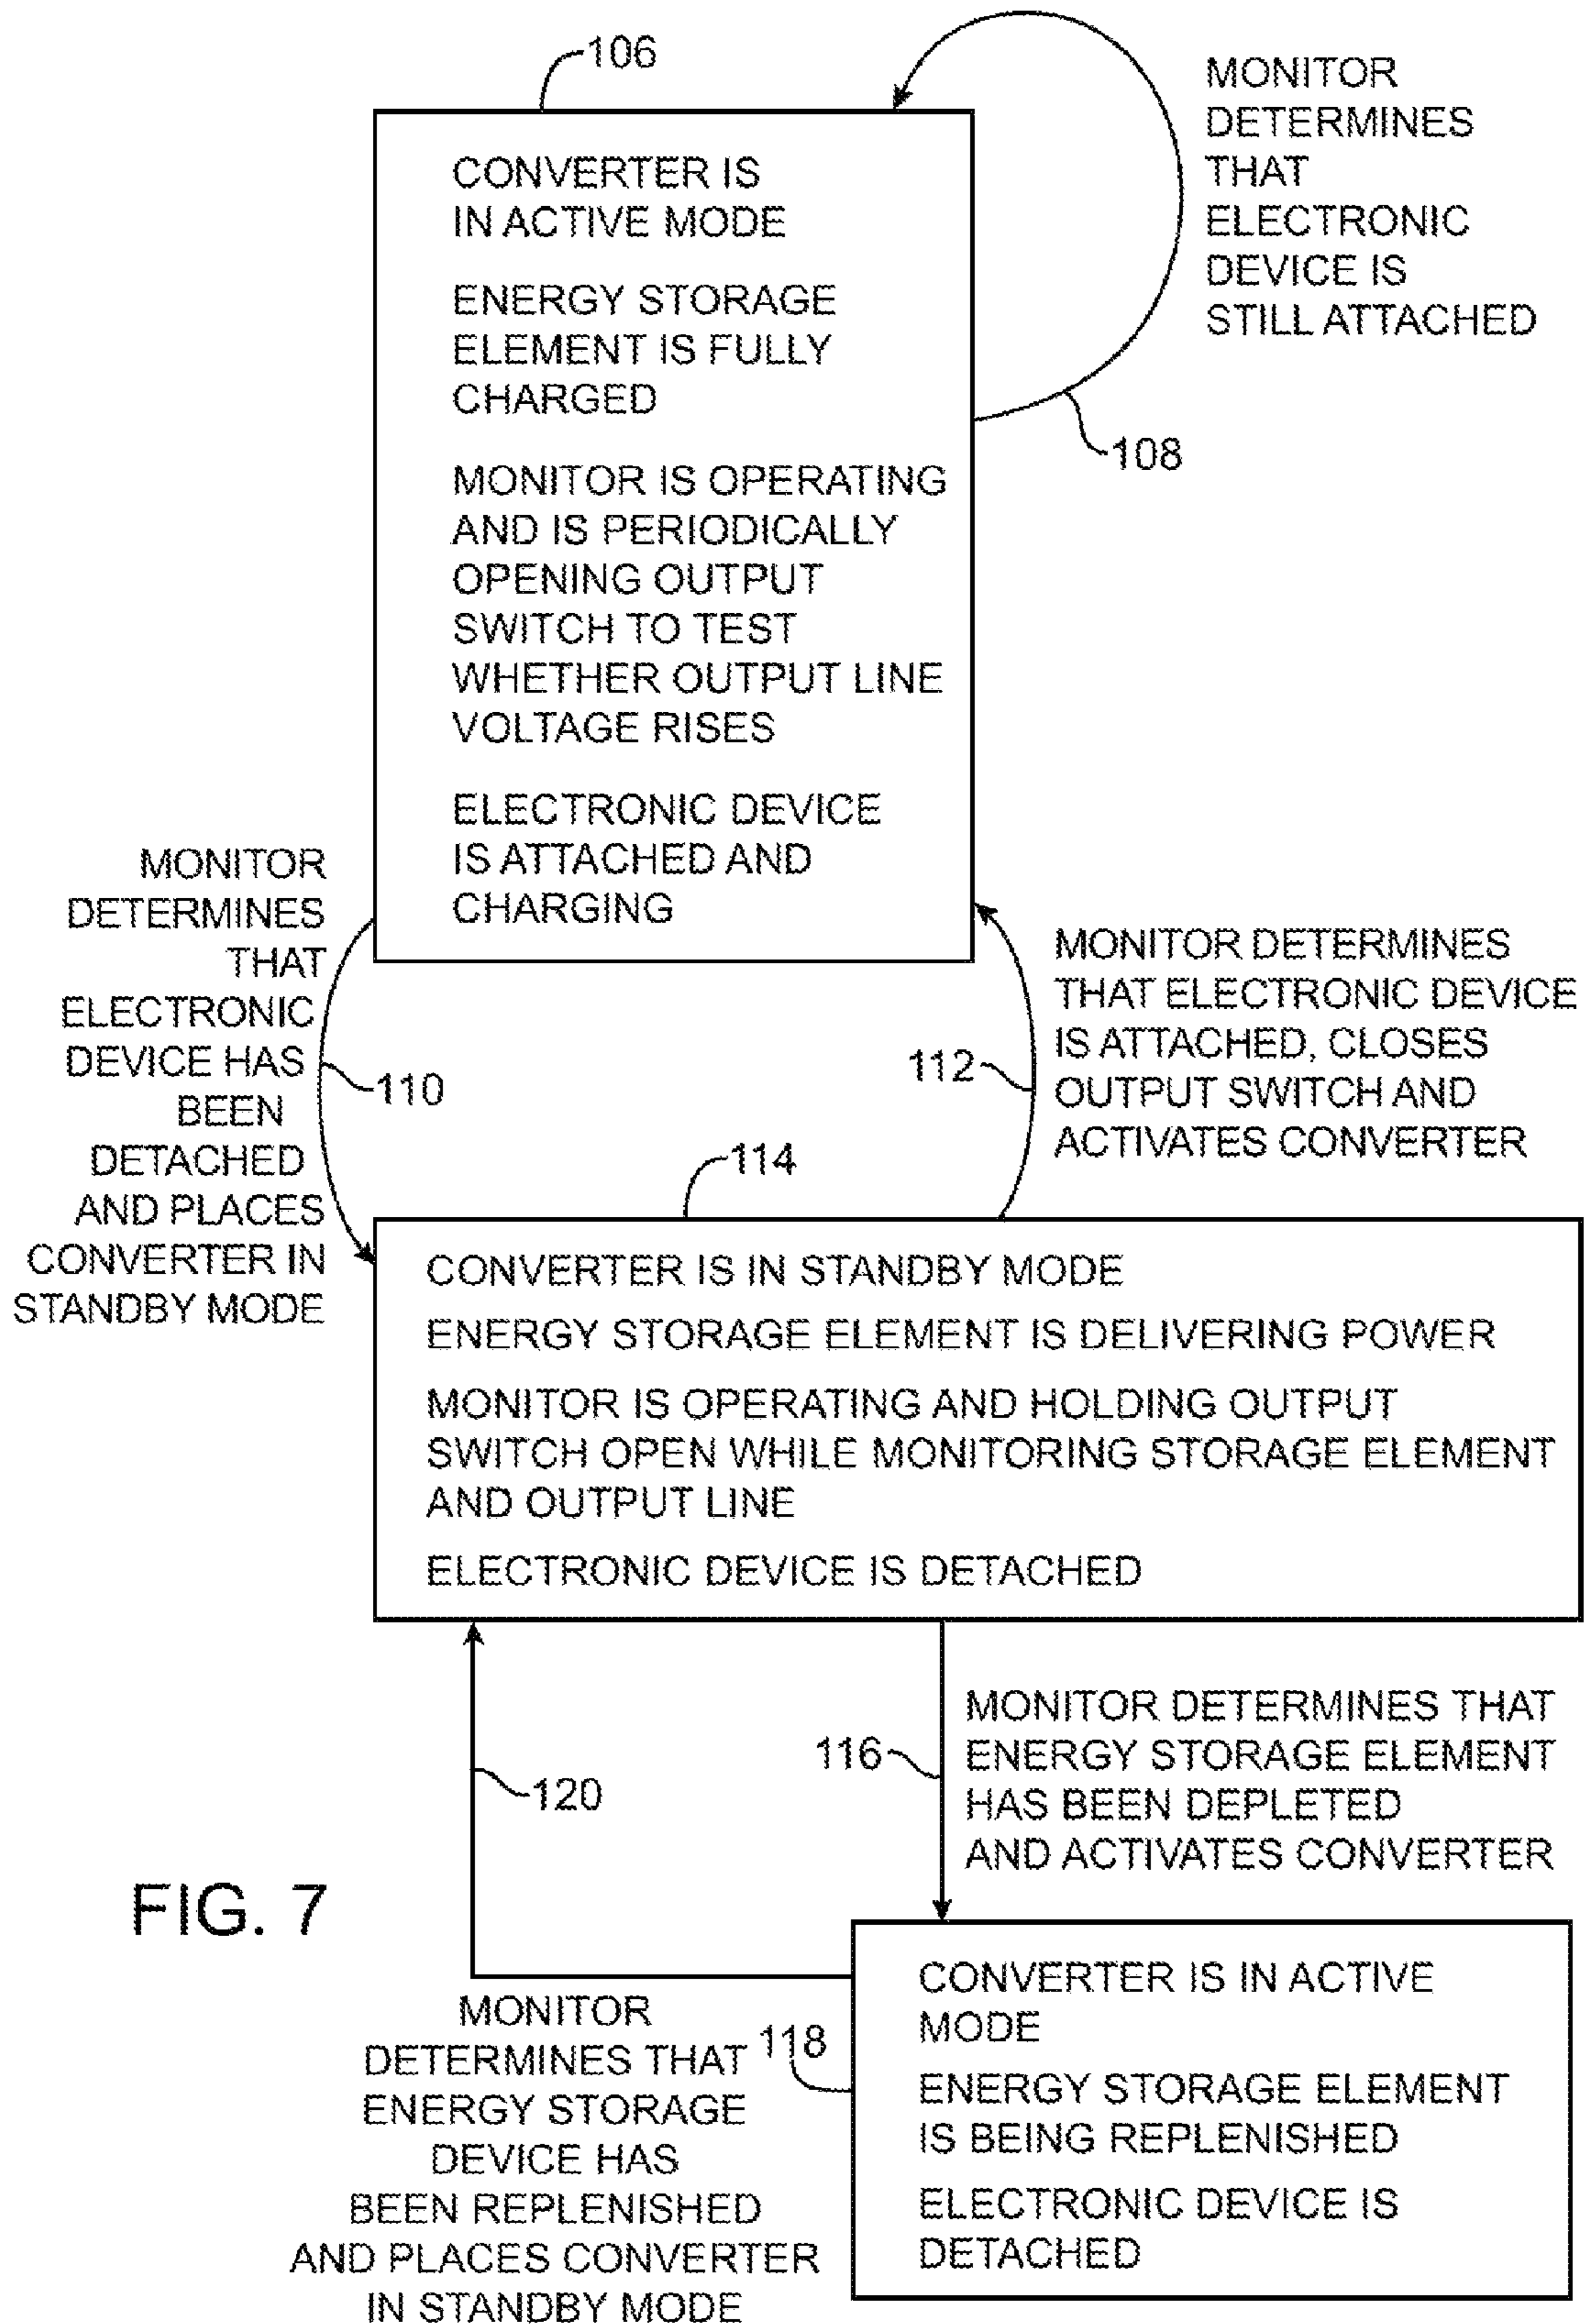 106
CONVERTER IS
IN ACTIVE MODE
ENERGY STORAGE
ELEMENT IS FULLY
CHARGED
MONITOR IS OPERATING
AND IS PERIODICALLY
OPENING OUTPUT
SWITCH TO TEST
WHETHER OUTPUT LINE
VOLTAGE RISES
ELECTRONIC DEVICE
IS ATTACHED AND
CHARGING
MONITOR
DETERMINES
THAT
ELECTRONIC
DEVICE IS
STILL ATTACHED
108
MONITOR
DETERMINES
THAT
ELECTRONIC
DEVICE HAS
BEEN
DETACHED
AND PLACES
CONVERTER IN
STANDBY MODE
110
112
MONITOR DETERMINES
THAT ELECTRONIC DEVICE
IS ATTACHED, CLOSES
OUTPUT SWITCH AND
ACTIVATES CONVERTER
114
CONVERTER IS IN STANDBY MODE
ENERGY STORAGE ELEMENT IS DELIVERING POWER
MONITOR IS OPERATING AND HOLDING OUTPUT
SWITCH OPEN WHILE MONITORING STORAGE ELEMENT
AND OUTPUT LINE
ELECTRONIC DEVICE IS DETACHED
116
MONITOR DETERMINES THAT
ENERGY STORAGE ELEMENT
HAS BEEN DEPLETED
AND ACTIVATES CONVERTER
120
FIG. 7
MONITOR
DETERMINES THAT
ENERGY STORAGE
DEVICE HAS
BEEN REPLENISHED
AND PLACES CONVERTER
IN STANDBY MODE
118
CONVERTER IS IN ACTIVE
MODE
ENERGY STORAGE ELEMENT
IS BEING REPLENISHED
ELECTRONIC DEVICE IS
DETACHED